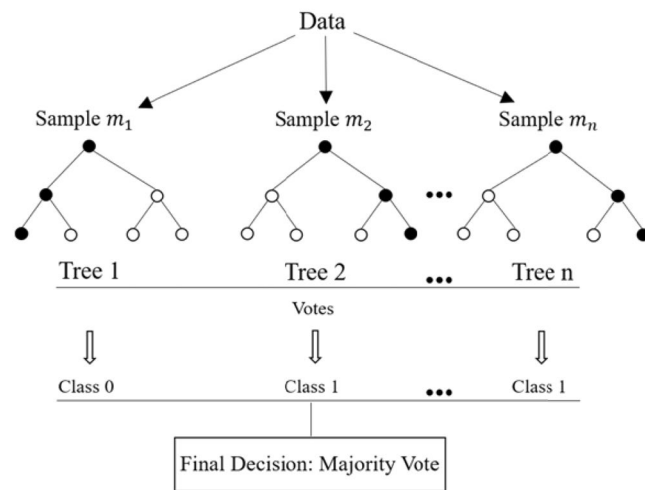 Data
Sample m₁ Sample m₂ Sample mₙ
•••
Tree 1 Tree 2 ••• Tree n
Votes
Class 0 Class 1 ••• Class 1
Final Decision: Majority Vote